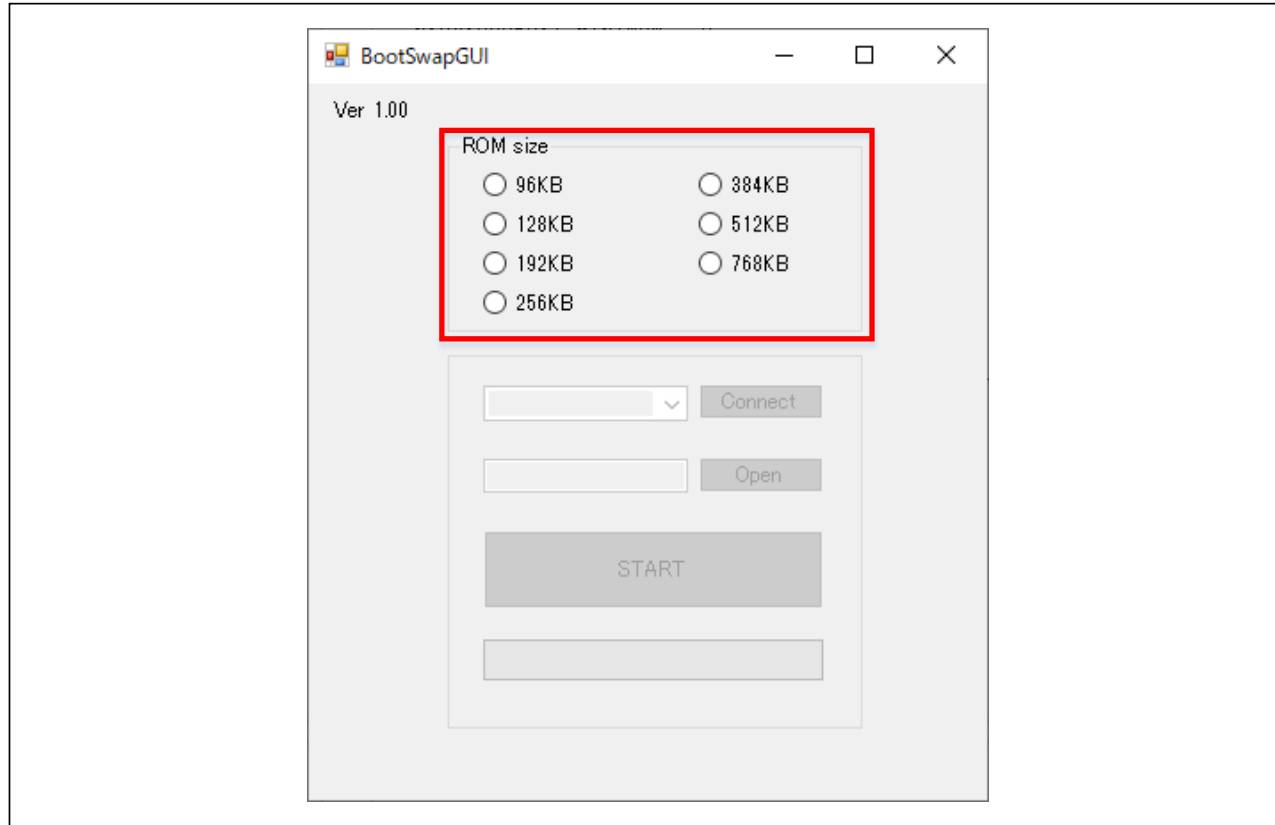 BootSwapGUI
Ver 1.00
ROM size
96KB 384KB
128KB 512KB
192KB 768KB
256KB
Connect
Open
START